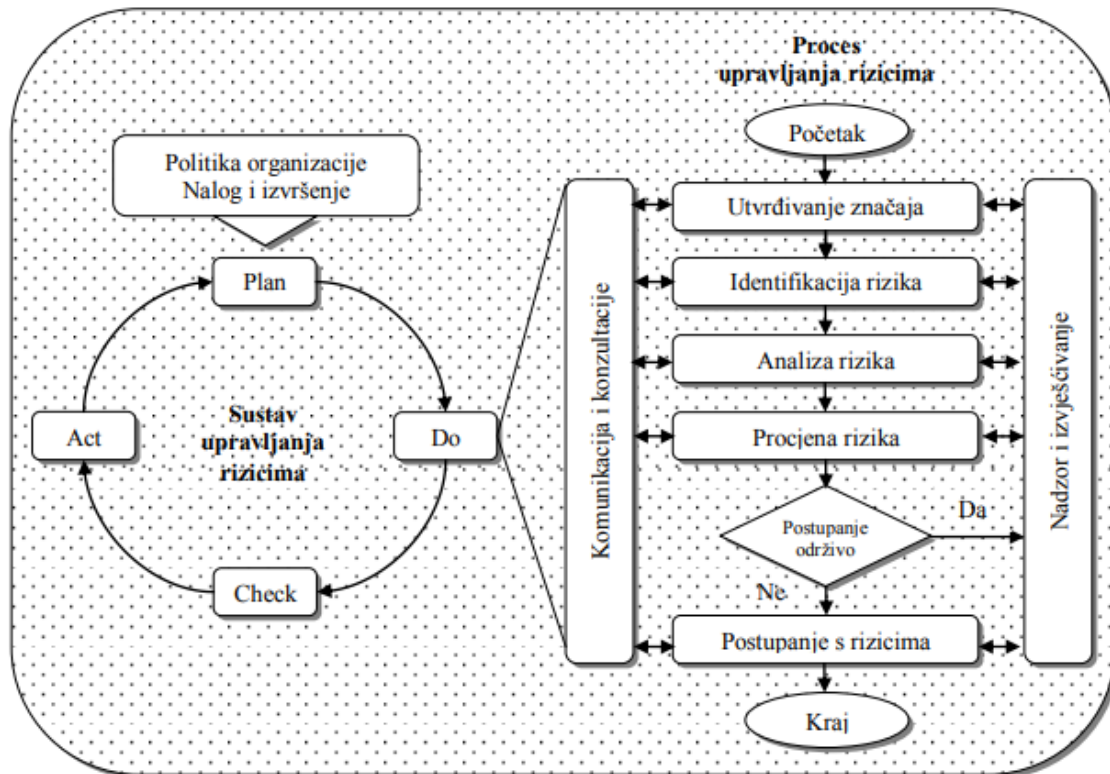 Proces
upravljanja rizicima
Početak
Politika organizacije
Nalog i izvršenje
Plan
Do
Check
Act
Sustav
upravljanja
rizicima
Komunikacija i konzultacije
Utvrđivanje značaja
Identifikacija rizika
Analiza rizika
Procjena rizika
Postupanje
održivo
Da
Ne
Postupanje s rizicima
Kraj
Nadzor i izvješćivanje